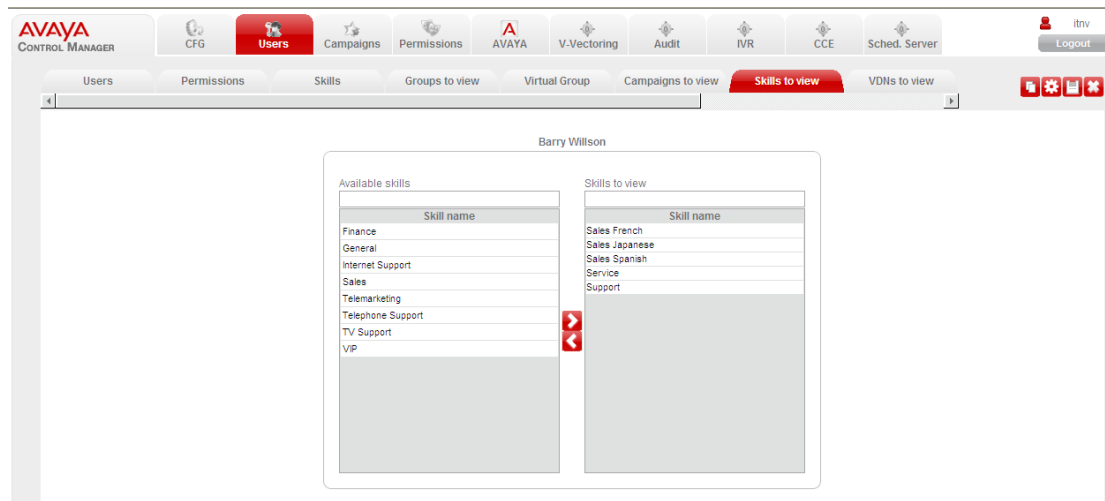 AVAYA
CONTROL MANAGER
CFG
Users
Campaigns
Permissions
AVAYA
V-Vectoring
Audit
IVR
CCE
Sched. Server
itnv
Logout
Users
Permissions
Skills
Groups to view
Virtual Group
Campaigns to view
Skills to view
VDNs to view
Barry Willson
Available skills
Skill name
Finance
General
Internet Support
Sales
Telemarketing
Telephone Support
TV Support
VIP
Skills to view
Skill name
Sales French
Sales Japanese
Sales Spanish
Service
Support